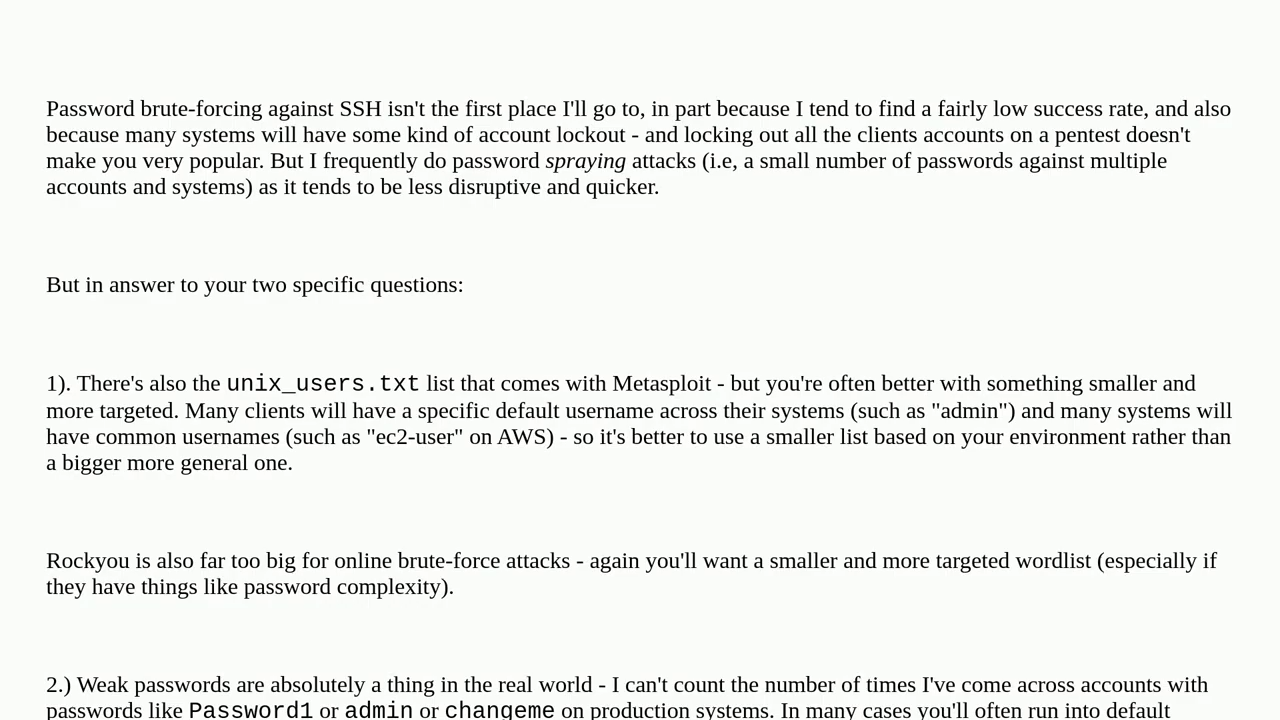 Password brute-forcing against SSH isn't the first place I'll go to, in part because I tend to find a fairly low success rate, and also
because many systems will have some kind of account lockout - and locking out all the clients accounts on a pentest doesn't
make you very popular. But I frequently do password spraying attacks (i.e, a small number of passwords against multiple
accounts and systems) as it tends to be less disruptive and quicker.
But in answer to your two specific questions:
1). There's also the unix_users.txt list that comes with Metasploit - but you're often better with something smaller and
more targeted. Many clients will have a specific default username across their systems (such as "admin") and many systems will
have common usernames (such as "ec2-user" on AWS) - so it's better to use a smaller list based on your environment rather than
a bigger more general one.
Rockyou is also far too big for online brute-force attacks - again you'll want a smaller and more targeted wordlist (especially if
they have things like password complexity).
2.) Weak passwords are absolutely a thing in the real world - I can't count the number of times I've come across accounts with
passwords like Password1 or admin or changeme on production systems. In many cases you'll often run into default